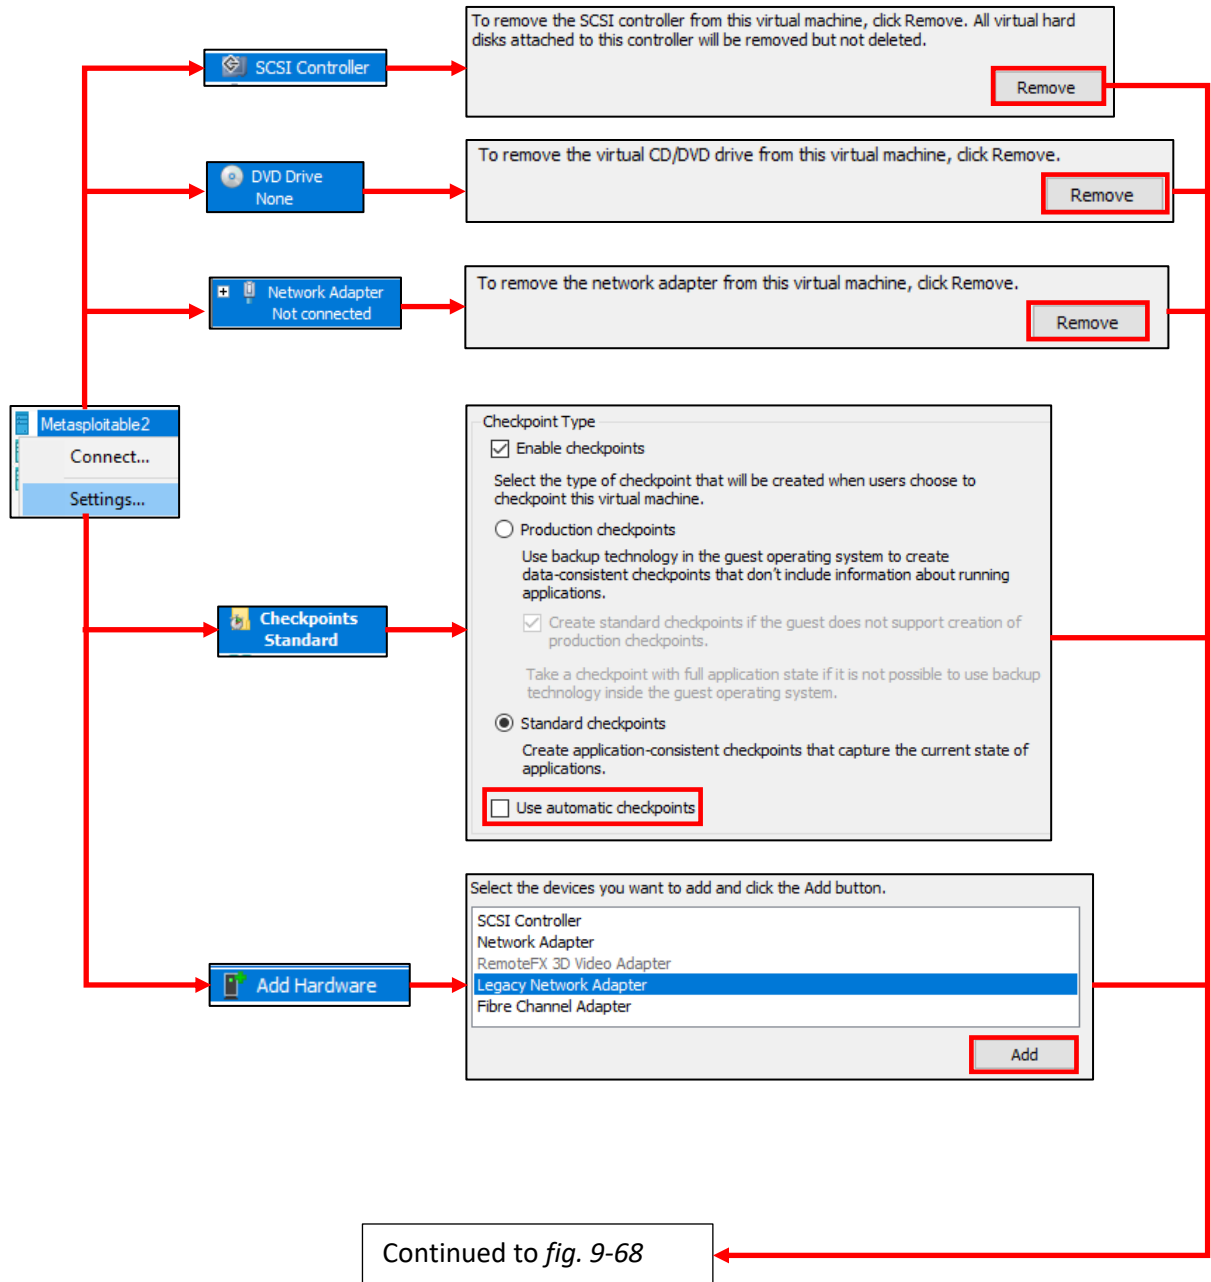 To remove the SCSI controller from this virtual machine, click Remove. All virtual hard
disks attached to this controller will be removed but not deleted.
SCSI Controller
Remove
To remove the virtual CD/DVD drive from this virtual machine, click Remove.
DVD Drive
None
Remove
To remove the network adapter from this virtual machine, click Remove.
Network Adapter
Not connected
Remove
Metasploitable2
Connect...
Settings...
Checkpoint Type
Enable checkpoints
Select the type of checkpoint that will be created when users choose to
checkpoint this virtual machine.
Production checkpoints
Use backup technology in the guest operating system to create
data-consistent checkpoints that don't include information about running
applications.
Create standard checkpoints if the guest does not support creation of
production checkpoints.
Take a checkpoint with full application state if it is not possible to use backup
technology inside the guest operating system.
Standard checkpoints
Create application-consistent checkpoints that capture the current state of
applications.
Use automatic checkpoints
Checkpoints
Standard
Select the devices you want to add and click the Add button.
SCSI Controller
Network Adapter
RemoteFX 3D Video Adapter
Legacy Network Adapter
Fibre Channel Adapter
Add Hardware
Add
Continued to fig. 9-68